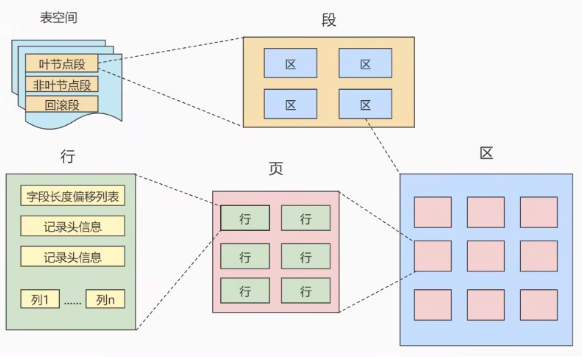 表空间
叶节点段
非叶节点段
回滚段
段
区 区
区 区
行
字段长度偏移列表
记录头信息
记录头信息
列1 ...... 列n
页
行 行
行 行
行 行
区